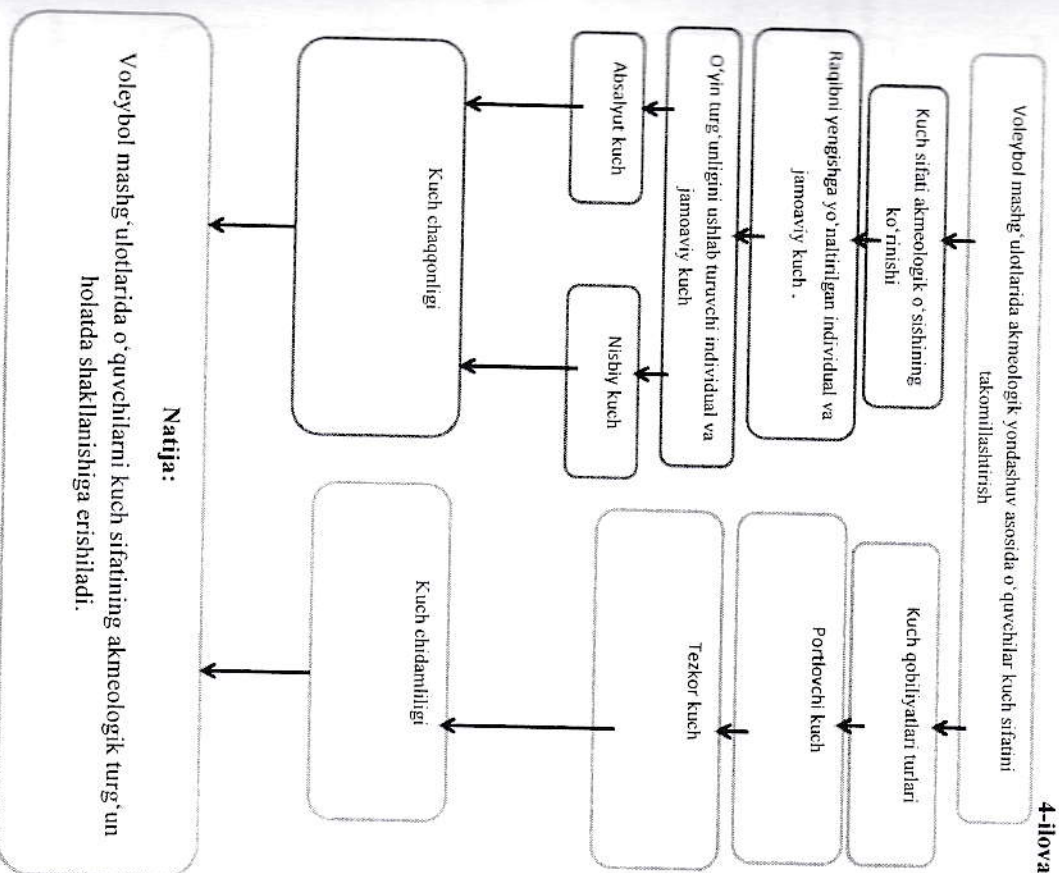 4-ilova
Voleybol mashg‘ulotlarida akmeologik yondashuv asosida o‘quvchilar kuch sifatini
takomillashtirish
Kuch sifati akmeologik o‘sishining
ko‘rinishi
Kuch qobiliyatlari turlari
Raqibni yengishga yo‘naltirilgan individual va
jamoaviy kuch .
Portlovchi kuch
O‘yin turg‘unligini ushlab turuvchi individual va
jamoaviy kuch
Tezkor kuch
Absalyut kuch
Nisbiy kuch
Kuch chaqqonligi
Kuch chidamliligi
Natija:
Voleybol mashg‘ulotlarida o‘quvchilarni kuch sifatining akmeologik turg‘un
holatda shakllanishiga erishiladi.